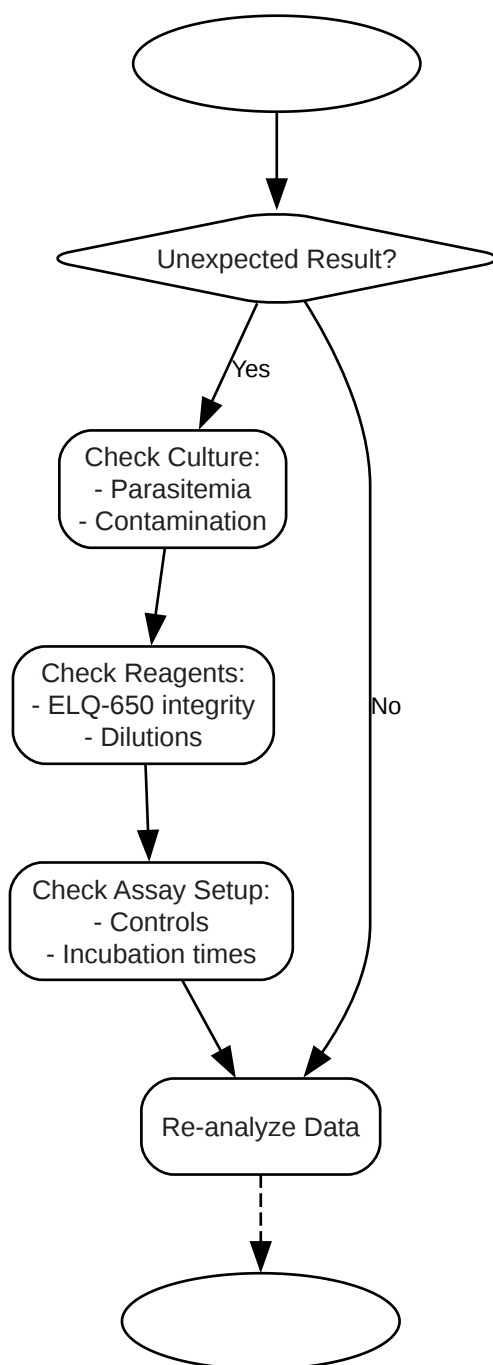 Unexpected Result?
Yes
Check Culture:
- Parasitemia
- Contamination
Check Reagents:
- ELQ-650 integrity
- Dilutions
No
Check Assay Setup:
- Controls
- Incubation times
Re-analyze Data